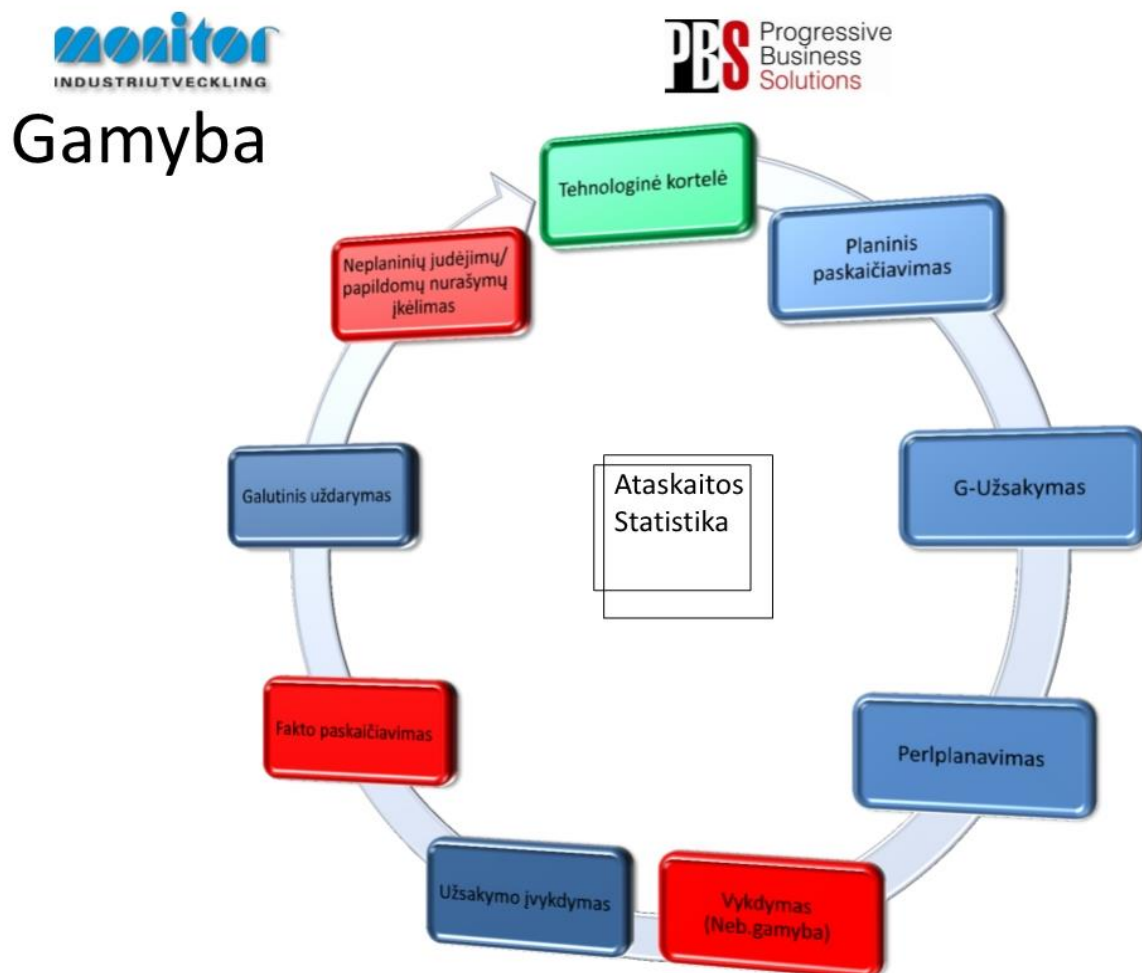 monitor
INDUSTRIUTVECKLING
PBS Progressive
Business
Solutions
Gamyba
Tehnologinė kortelė
Planinis
paskaičiavimas
G-Užsakymas
Perlplanavimas
Vykdymas
(Neb.gamyba)
Užsakymo įvykdymas
Fakto paskaičiavimas
Galutinis uždarymas
Neplaninių judėjimų/
papildomų nurašymų
įkėlimas
Ataskaitos
Statistika